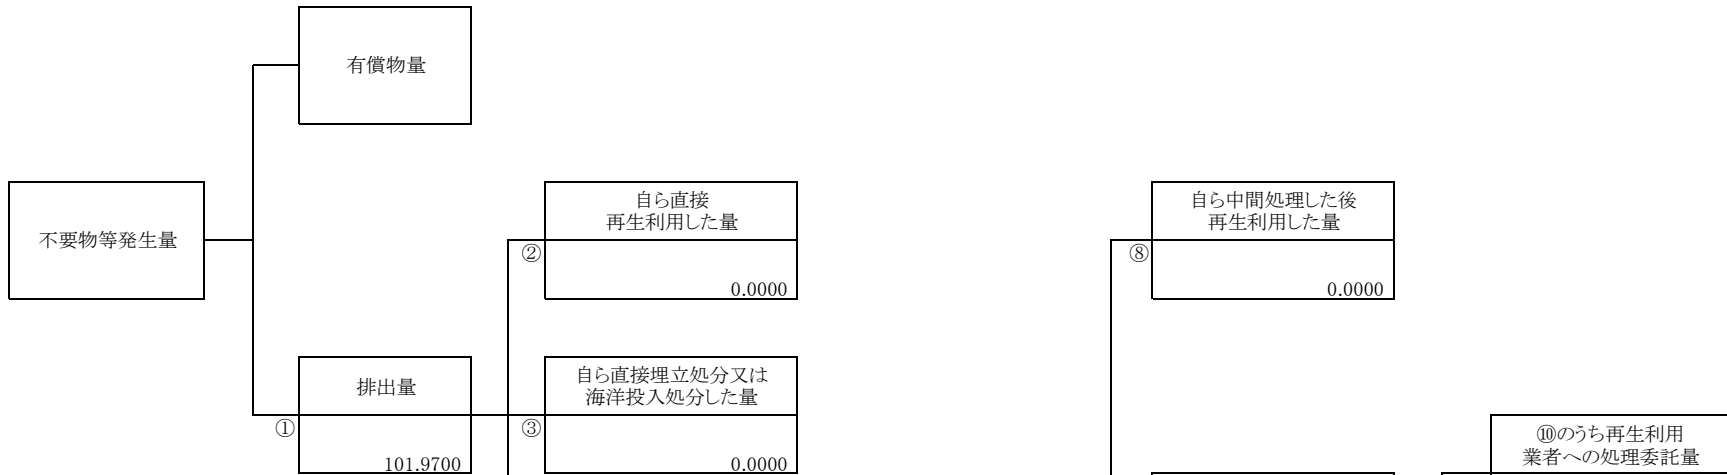 有償物量
不要物等発生量
自ら直接
再生利用した量
②
0.0000
自ら中間処理した後
再生利用した量
⑧
0.0000
排出量
①
101.9700
自ら直接埋立処分又は
海洋投入処分した量
③
0.0000
⑩のうち再生利用
業者への処理委託量